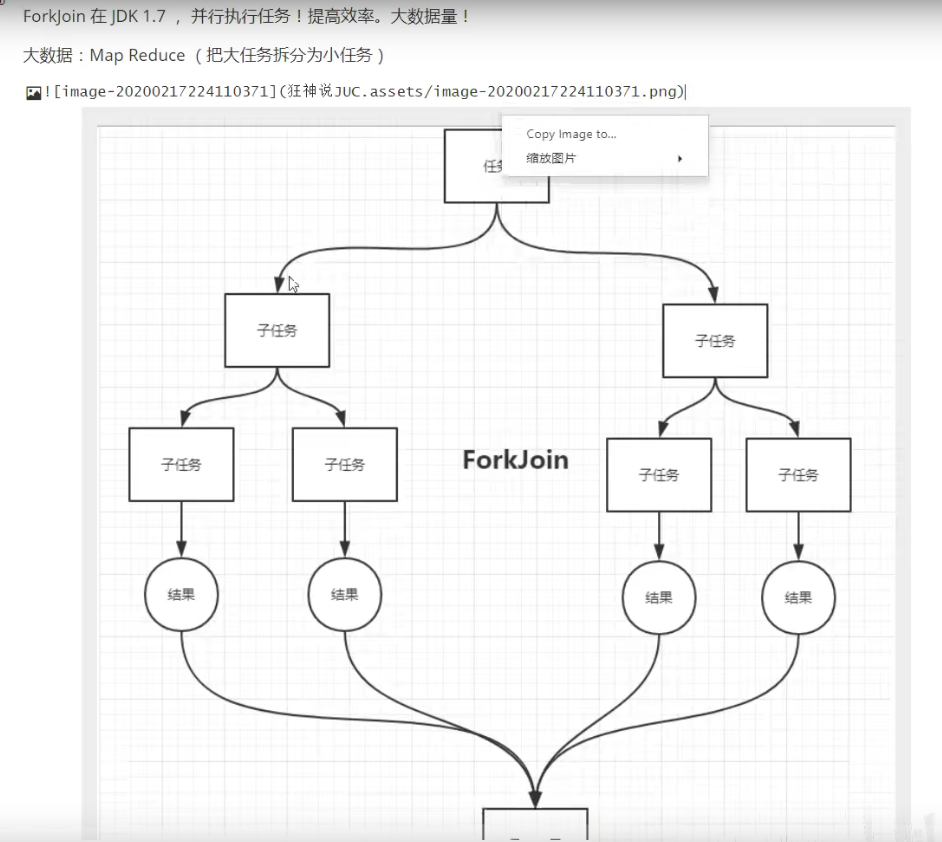 ForkJoin 在 JDK 1.7 ，并行执行任务！提高效率。大数据量！
大数据：Map Reduce （把大任务拆分为小任务）
![image-20200217224110371](狂神说JUC.assets/image-20200217224110371.png)
Copy Image to...
缩放图片
子任务
子任务
子任务
子任务
ForkJoin
子任务
子任务
结果
结果
结果
结果